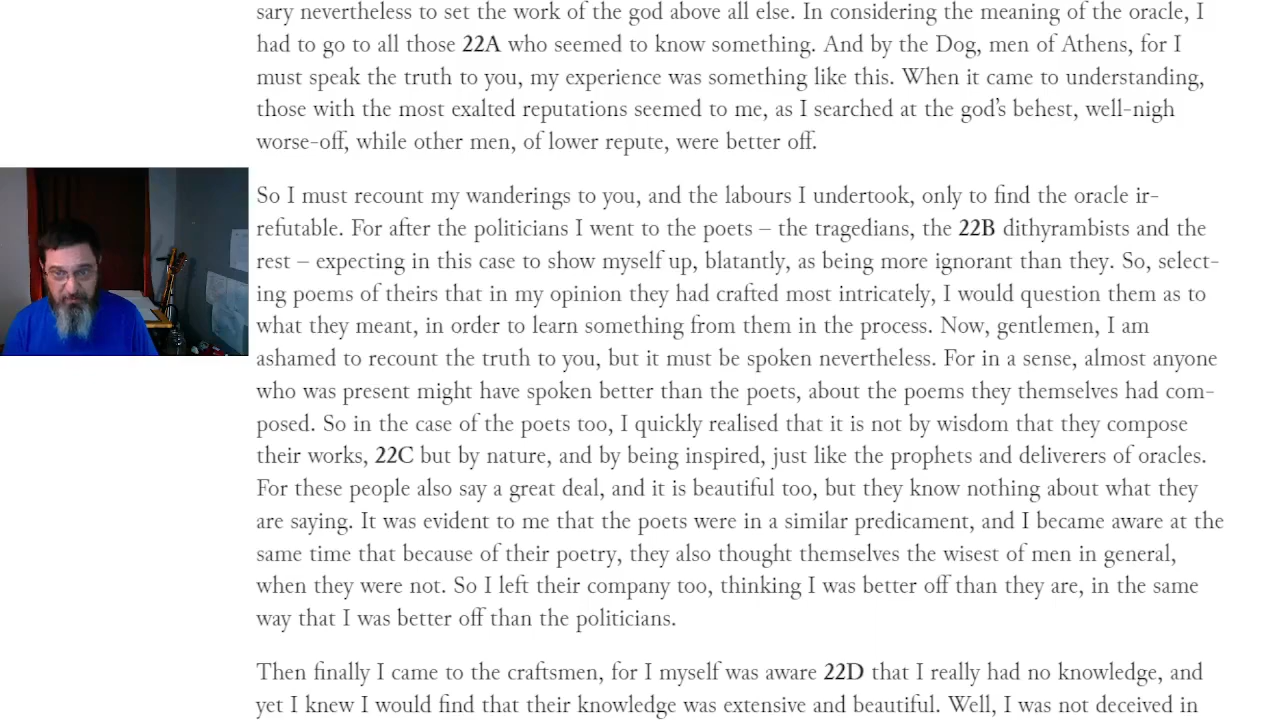 sary nevertheless to set the work of the god above all else. In considering the meaning of the oracle, I
had to go to all those 22A who seemed to know something. And by the Dog, men of Athens, for I
must speak the truth to you, my experience was something like this. When it came to understanding,
those with the most exalted reputations seemed to me, as I searched at the god's behest, well-nigh
worse-off, while other men, of lower repute, were better off.
So I must recount my wanderings to you, and the labours I undertook, only to find the oracle ir-
refutable. For after the politicians I went to the poets – the tragedians, the 22B dithyrambists and the
rest – expecting in this case to show myself up, blatantly, as being more ignorant than they. So, select-
ing poems of theirs that in my opinion they had crafted most intricately, I would question them as to
what they meant, in order to learn something from them in the process. Now, gentlemen, I am
ashamed to recount the truth to you, but it must be spoken nevertheless. For in a sense, almost anyone
who was present might have spoken better than the poets, about the poems they themselves had com-
posed. So in the case of the poets too, I quickly realised that it is not by wisdom that they compose
their works, 22C but by nature, and by being inspired, just like the prophets and deliverers of oracles.
For these people also say a great deal, and it is beautiful too, but they know nothing about what they
are saying. It was evident to me that the poets were in a similar predicament, and I became aware at the
same time that because of their poetry, they also thought themselves the wisest of men in general,
when they were not. So I left their company too, thinking I was better off than they are, in the same
way that I was better off than the politicians.
Then finally I came to the craftsmen, for I myself was aware 22D that I really had no knowledge, and
yet I knew I would find that their knowledge was extensive and beautiful. Well, I was not deceived in